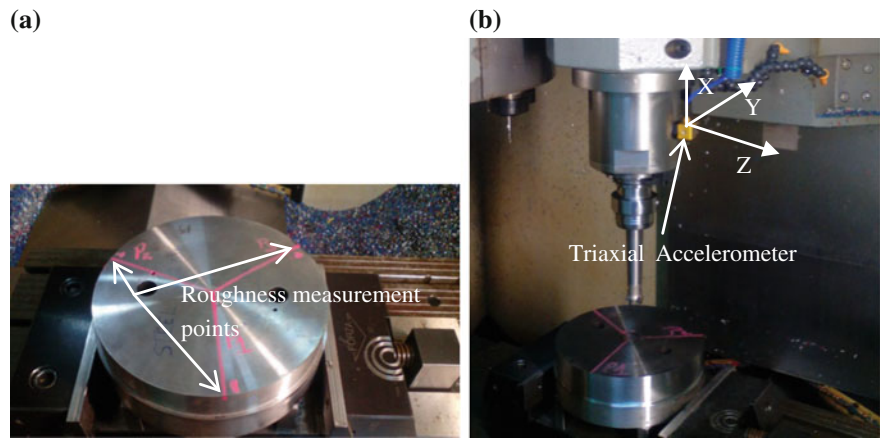 (a)
(b)
X
Y
Z
Triaxial Accelerometer
Roughness measurement
points